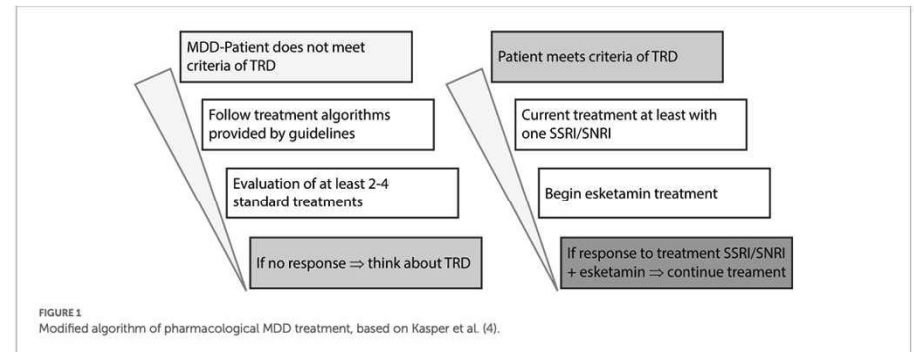 MDD-Patient does not meet
criteria of TRD
Follow treatment algorithms
provided by guidelines
Evaluation of at least 2-4
standard treatments
If no response ⇒ think about TRD
Patient meets criteria of TRD
Current treatment at least with
one SSRI/SNRI
Begin esketamin treatment
If response to treatment SSRI/SNRI
+ esketamin ⇒ continue treament
FIGURE 1
Modified algorithm of pharmacological MDD treatment, based on Kasper et al. (4).